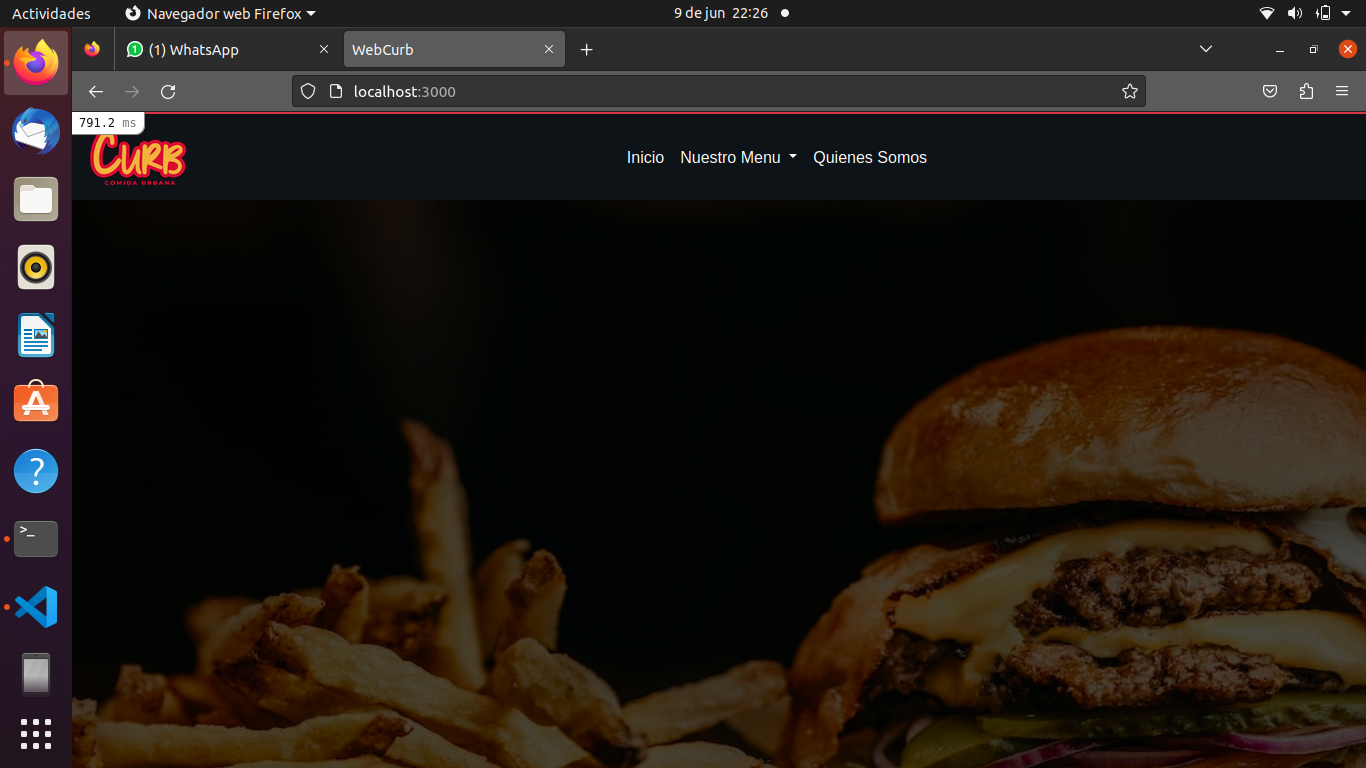 Actividades
Navegador web Firefox
9 de jun 22:26
(1) WhatsApp
WebCurb
localhost:3000
791.2 ms
CURB
COMIDA URBANA
Inicio
Nuestro Menu
Quienes Somos